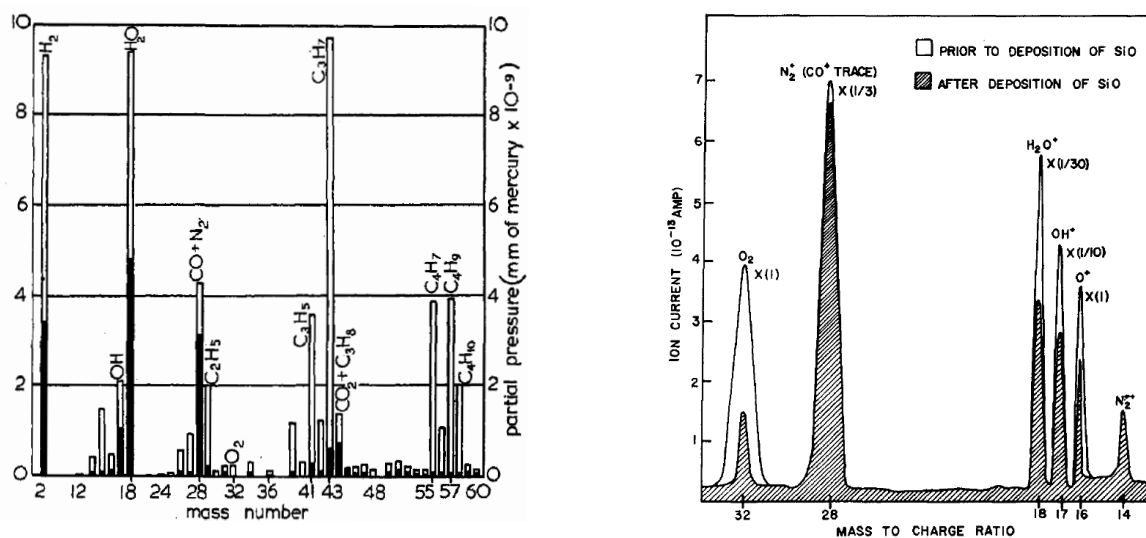 10
8
6
4
2
0
H2
HO2
OH
CO+N2
C2H5
O2
C3H5
C3H7
CO2+C3H8
C4H7
C4H9
C4H10
10
8
6
4
2
0
partial pressure(mm of mercury x 10-9)
2 12 18 24 28 32 36 41 43 48 55 57 60
mass number
PRIOR TO DEPOSITION OF SiO
AFTER DEPOSITION OF SiO
N2+ (CO+ TRACE)
X(1/3)
H2O+
X(1/30)
OH+
X(1/10)
O+
X(1)
O2
X(1)
N2++
7
6
5
4
3
2
1
ION CURRENT (10-13 AMP)
32 28 18 17 16 14
MASS TO CHARGE RATIO